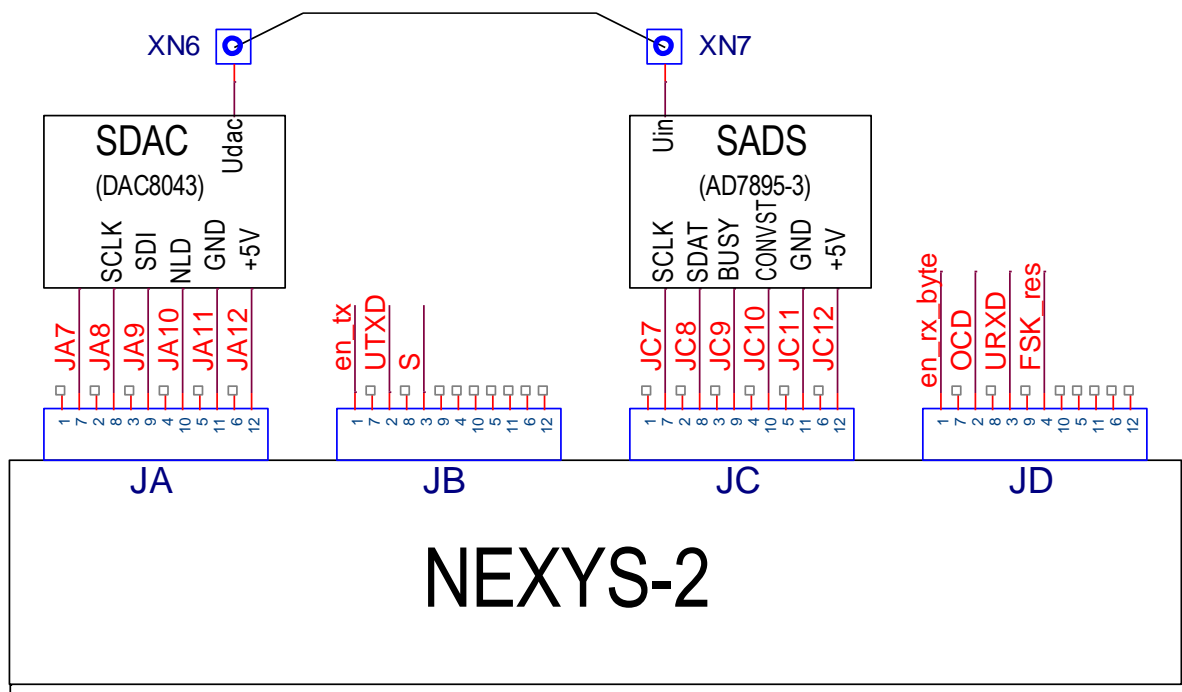 XN6
XN7
SDAC
(DAC8043)
Udac
SCLK
SDI
NLD
GND
+5V
SADS
(AD7895-3)
Uin
SCLK
SDAT
BUSY
CONVST
GND
+5V
JA7
JA8
JA9
JA10
JA11
JA12
en_tx
UTXD
S
JC7
JC8
JC9
JC10
JC11
JC12
en_rx_byte
OCD
URXD
FSK_res
1 7 2 8 3 9 4 10 5 11 6 12
1 7 2 8 3 9 4 10 5 11 6 12
1 7 2 8 3 9 4 10 5 11 6 12
1 7 2 8 3 9 4 10 5 11 6 12
JA
JB
JC
JD
NEXYS-2